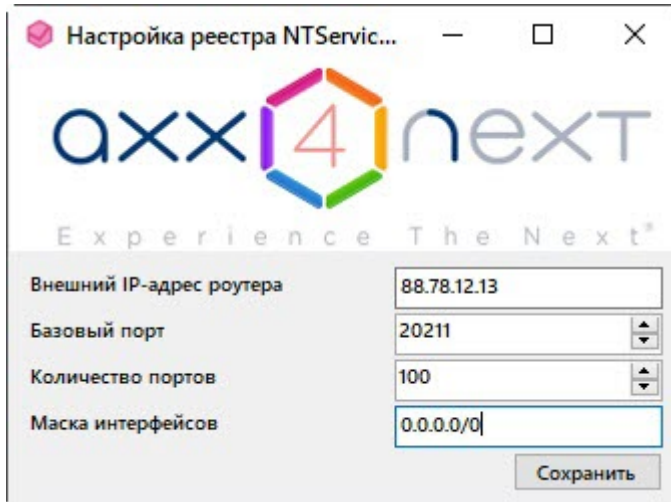 Настройка реестра NTServic...
axx4next
Experience The Next®
Внешний IP-адрес роутера 88.78.12.13
Базовый порт 20211
Количество портов 100
Маска интерфейсов 0.0.0.0/0
Сохранить